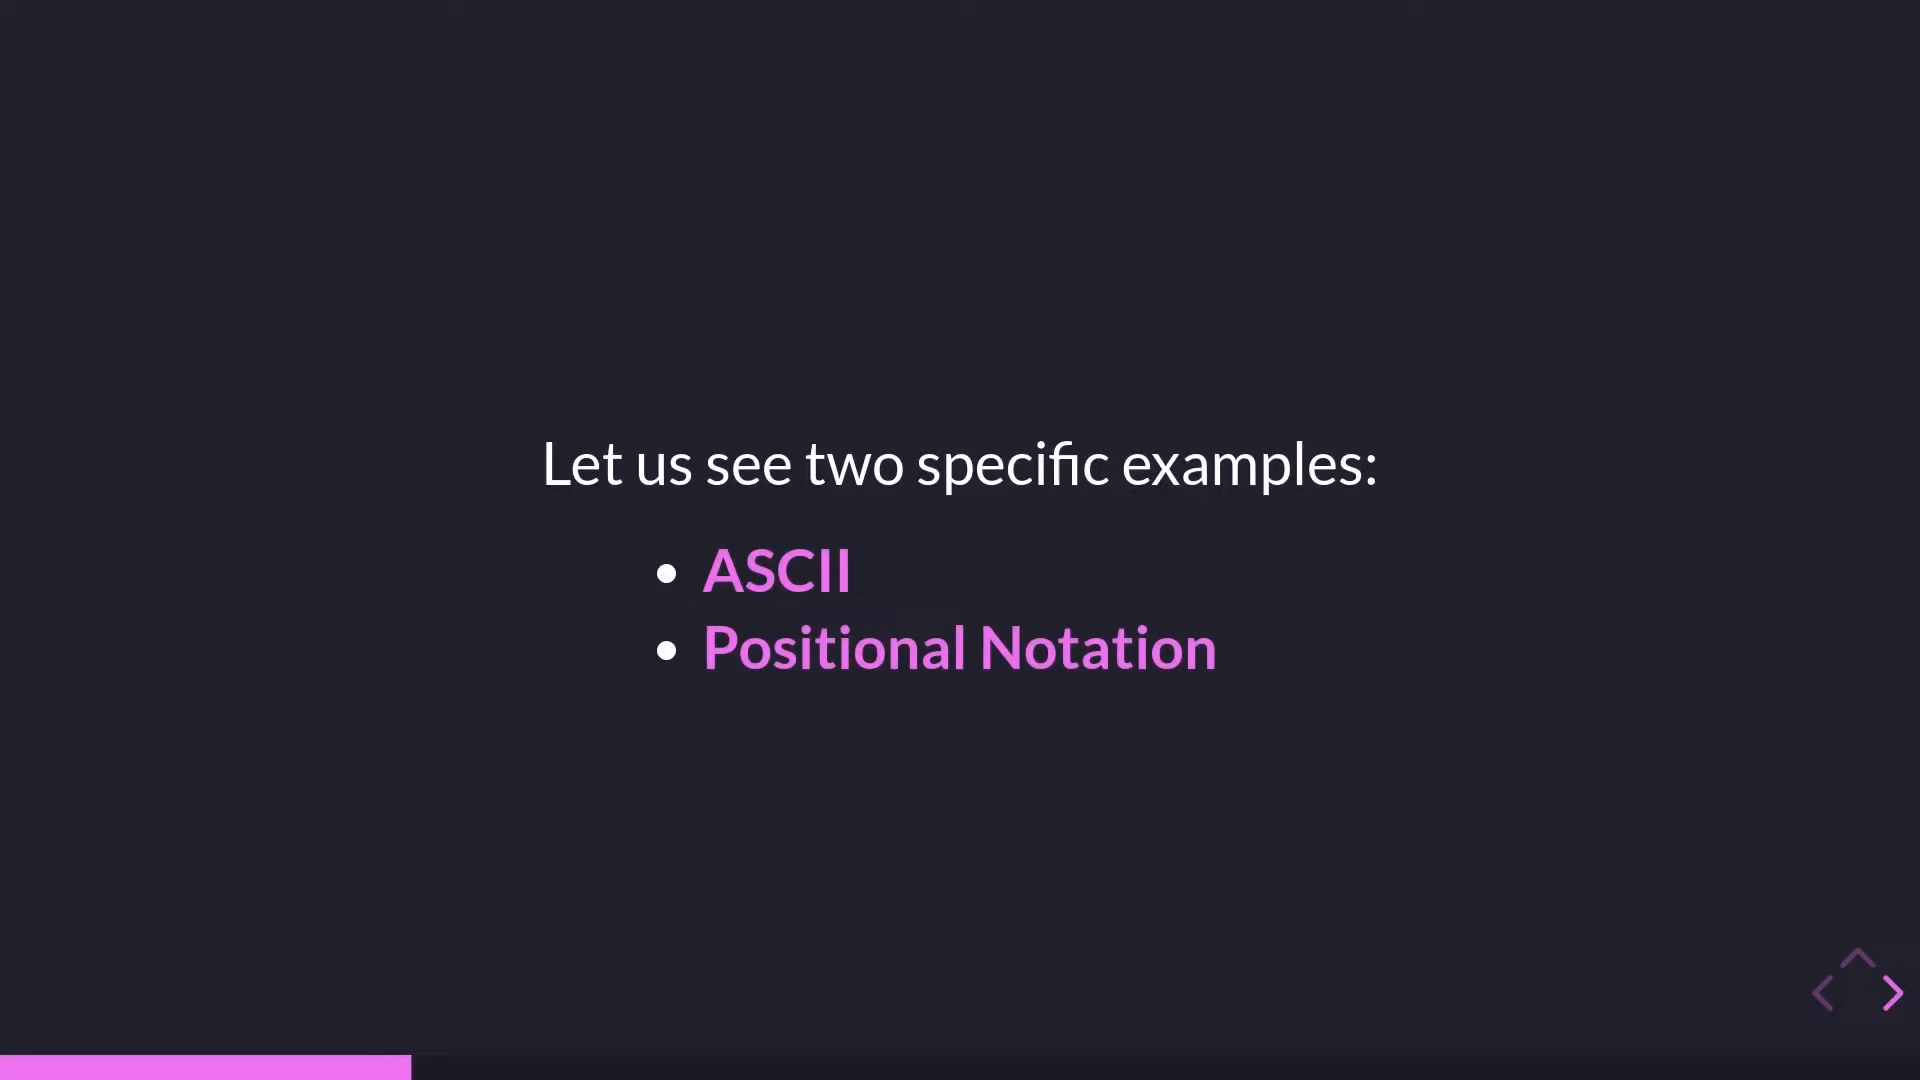 Let us see two specific examples:
• ASCII
• Positional Notation